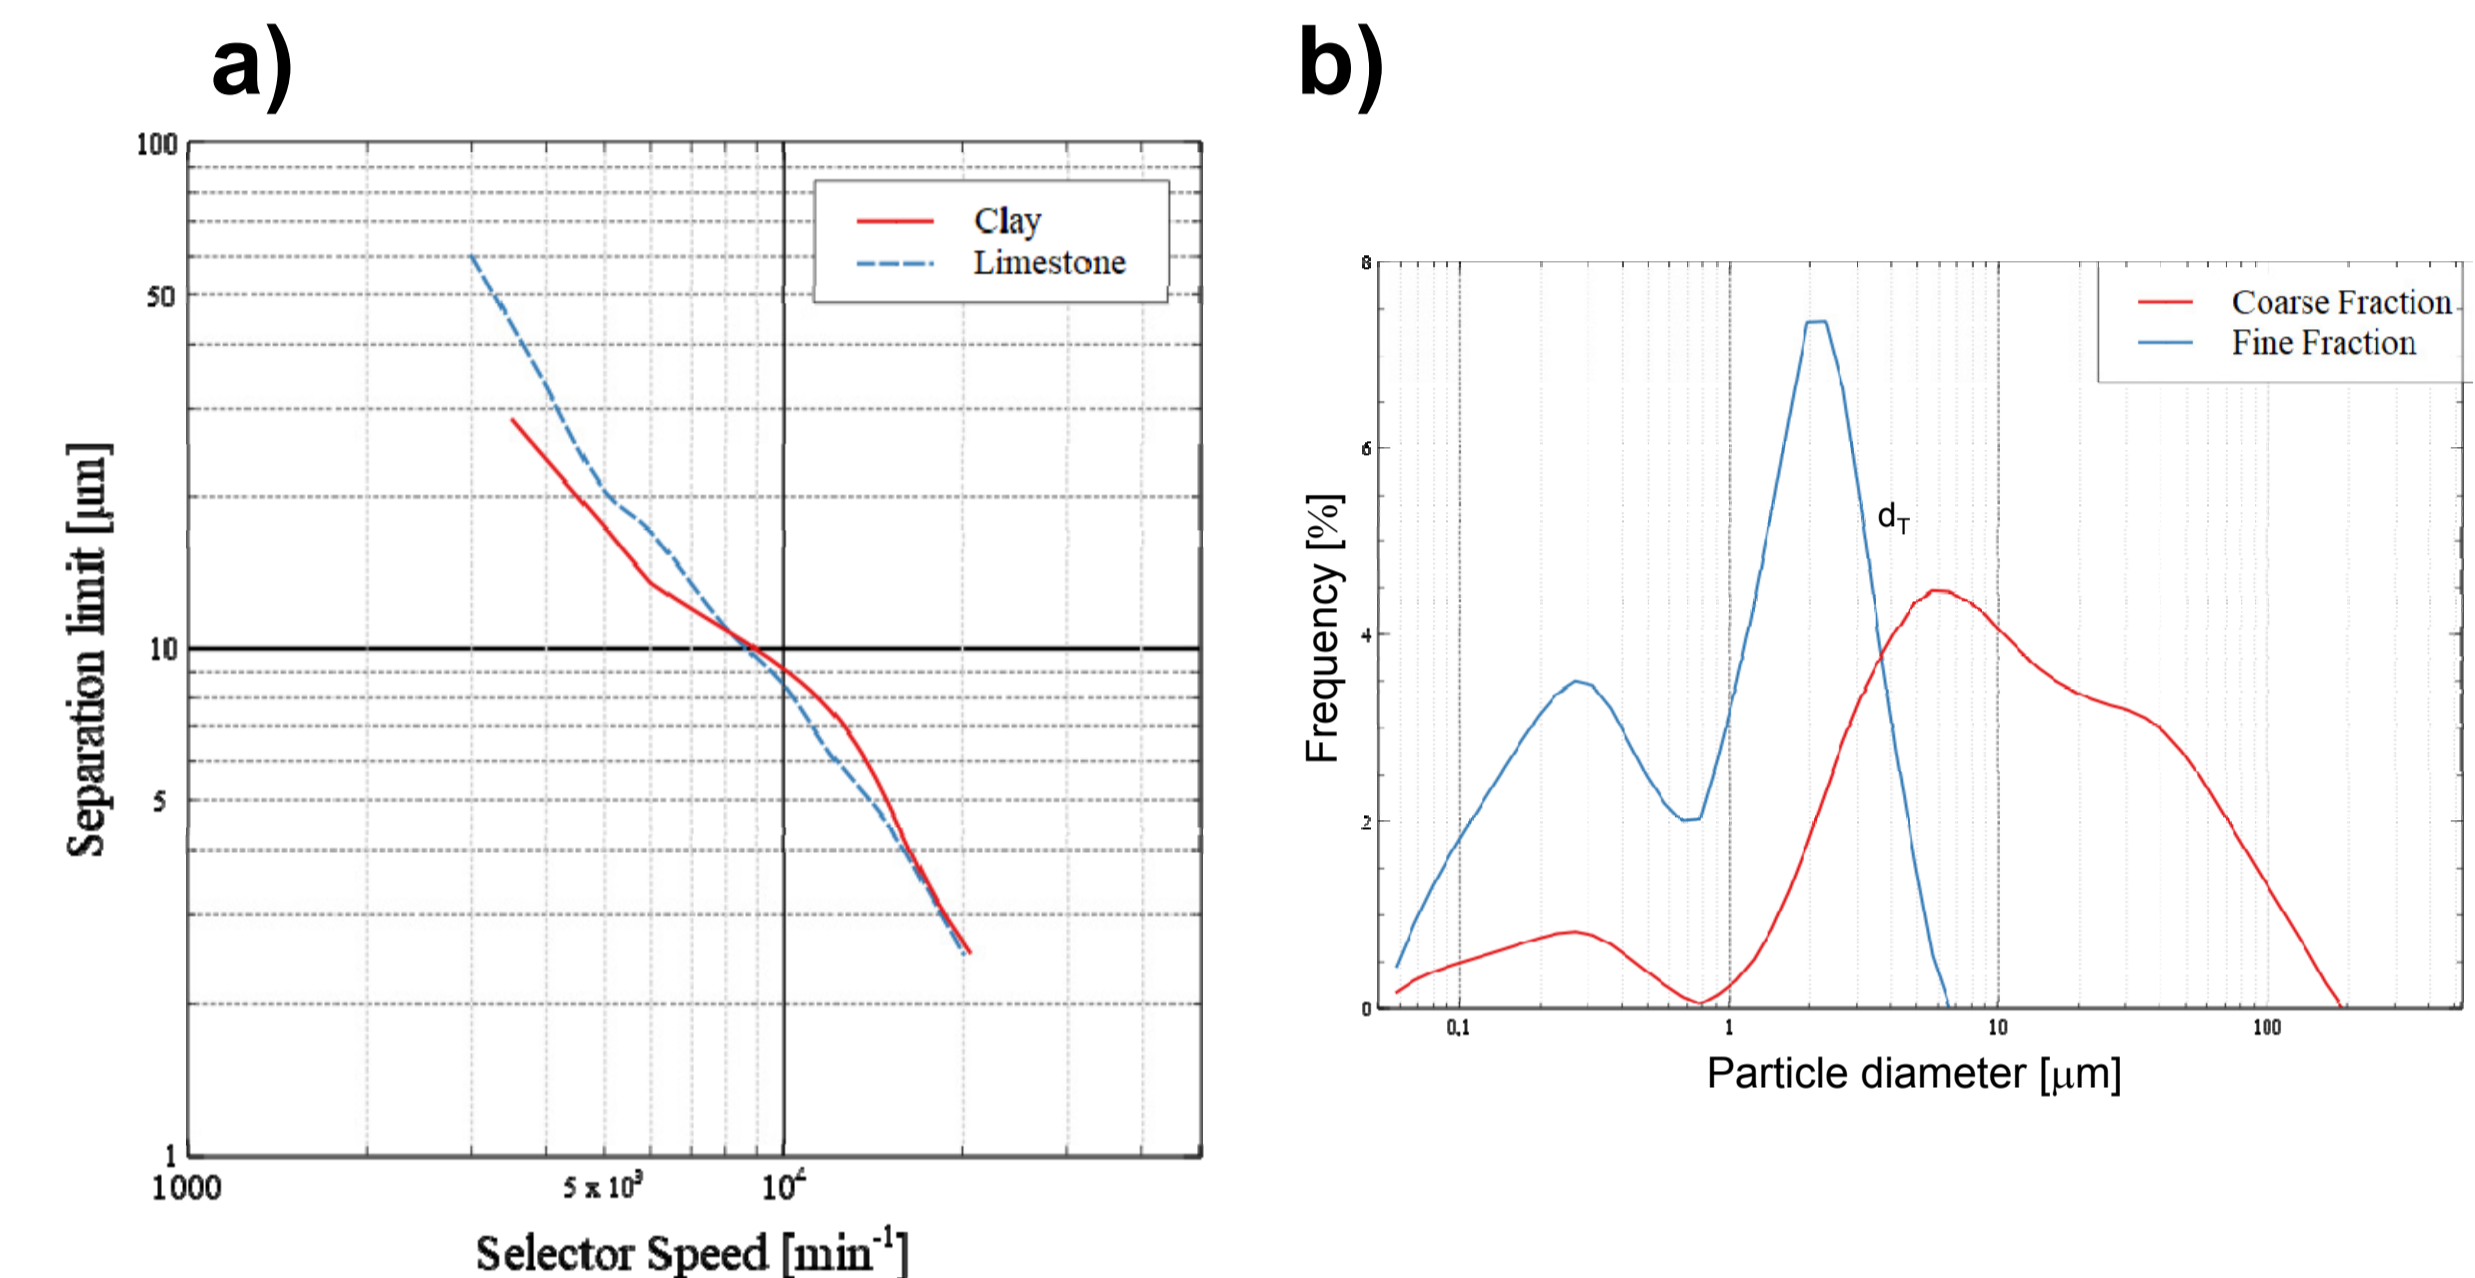 a)
100
50
10
5
1
1000
5 x 10³
10⁴
Separation limit [μm]
Selector Speed [min⁻¹]
Clay
Limestone
b)
8
6
4
2
0
0,1
1
10
100
Frequency [%]
Particle diameter [μm]
Coarse Fraction
Fine Fraction
d_T